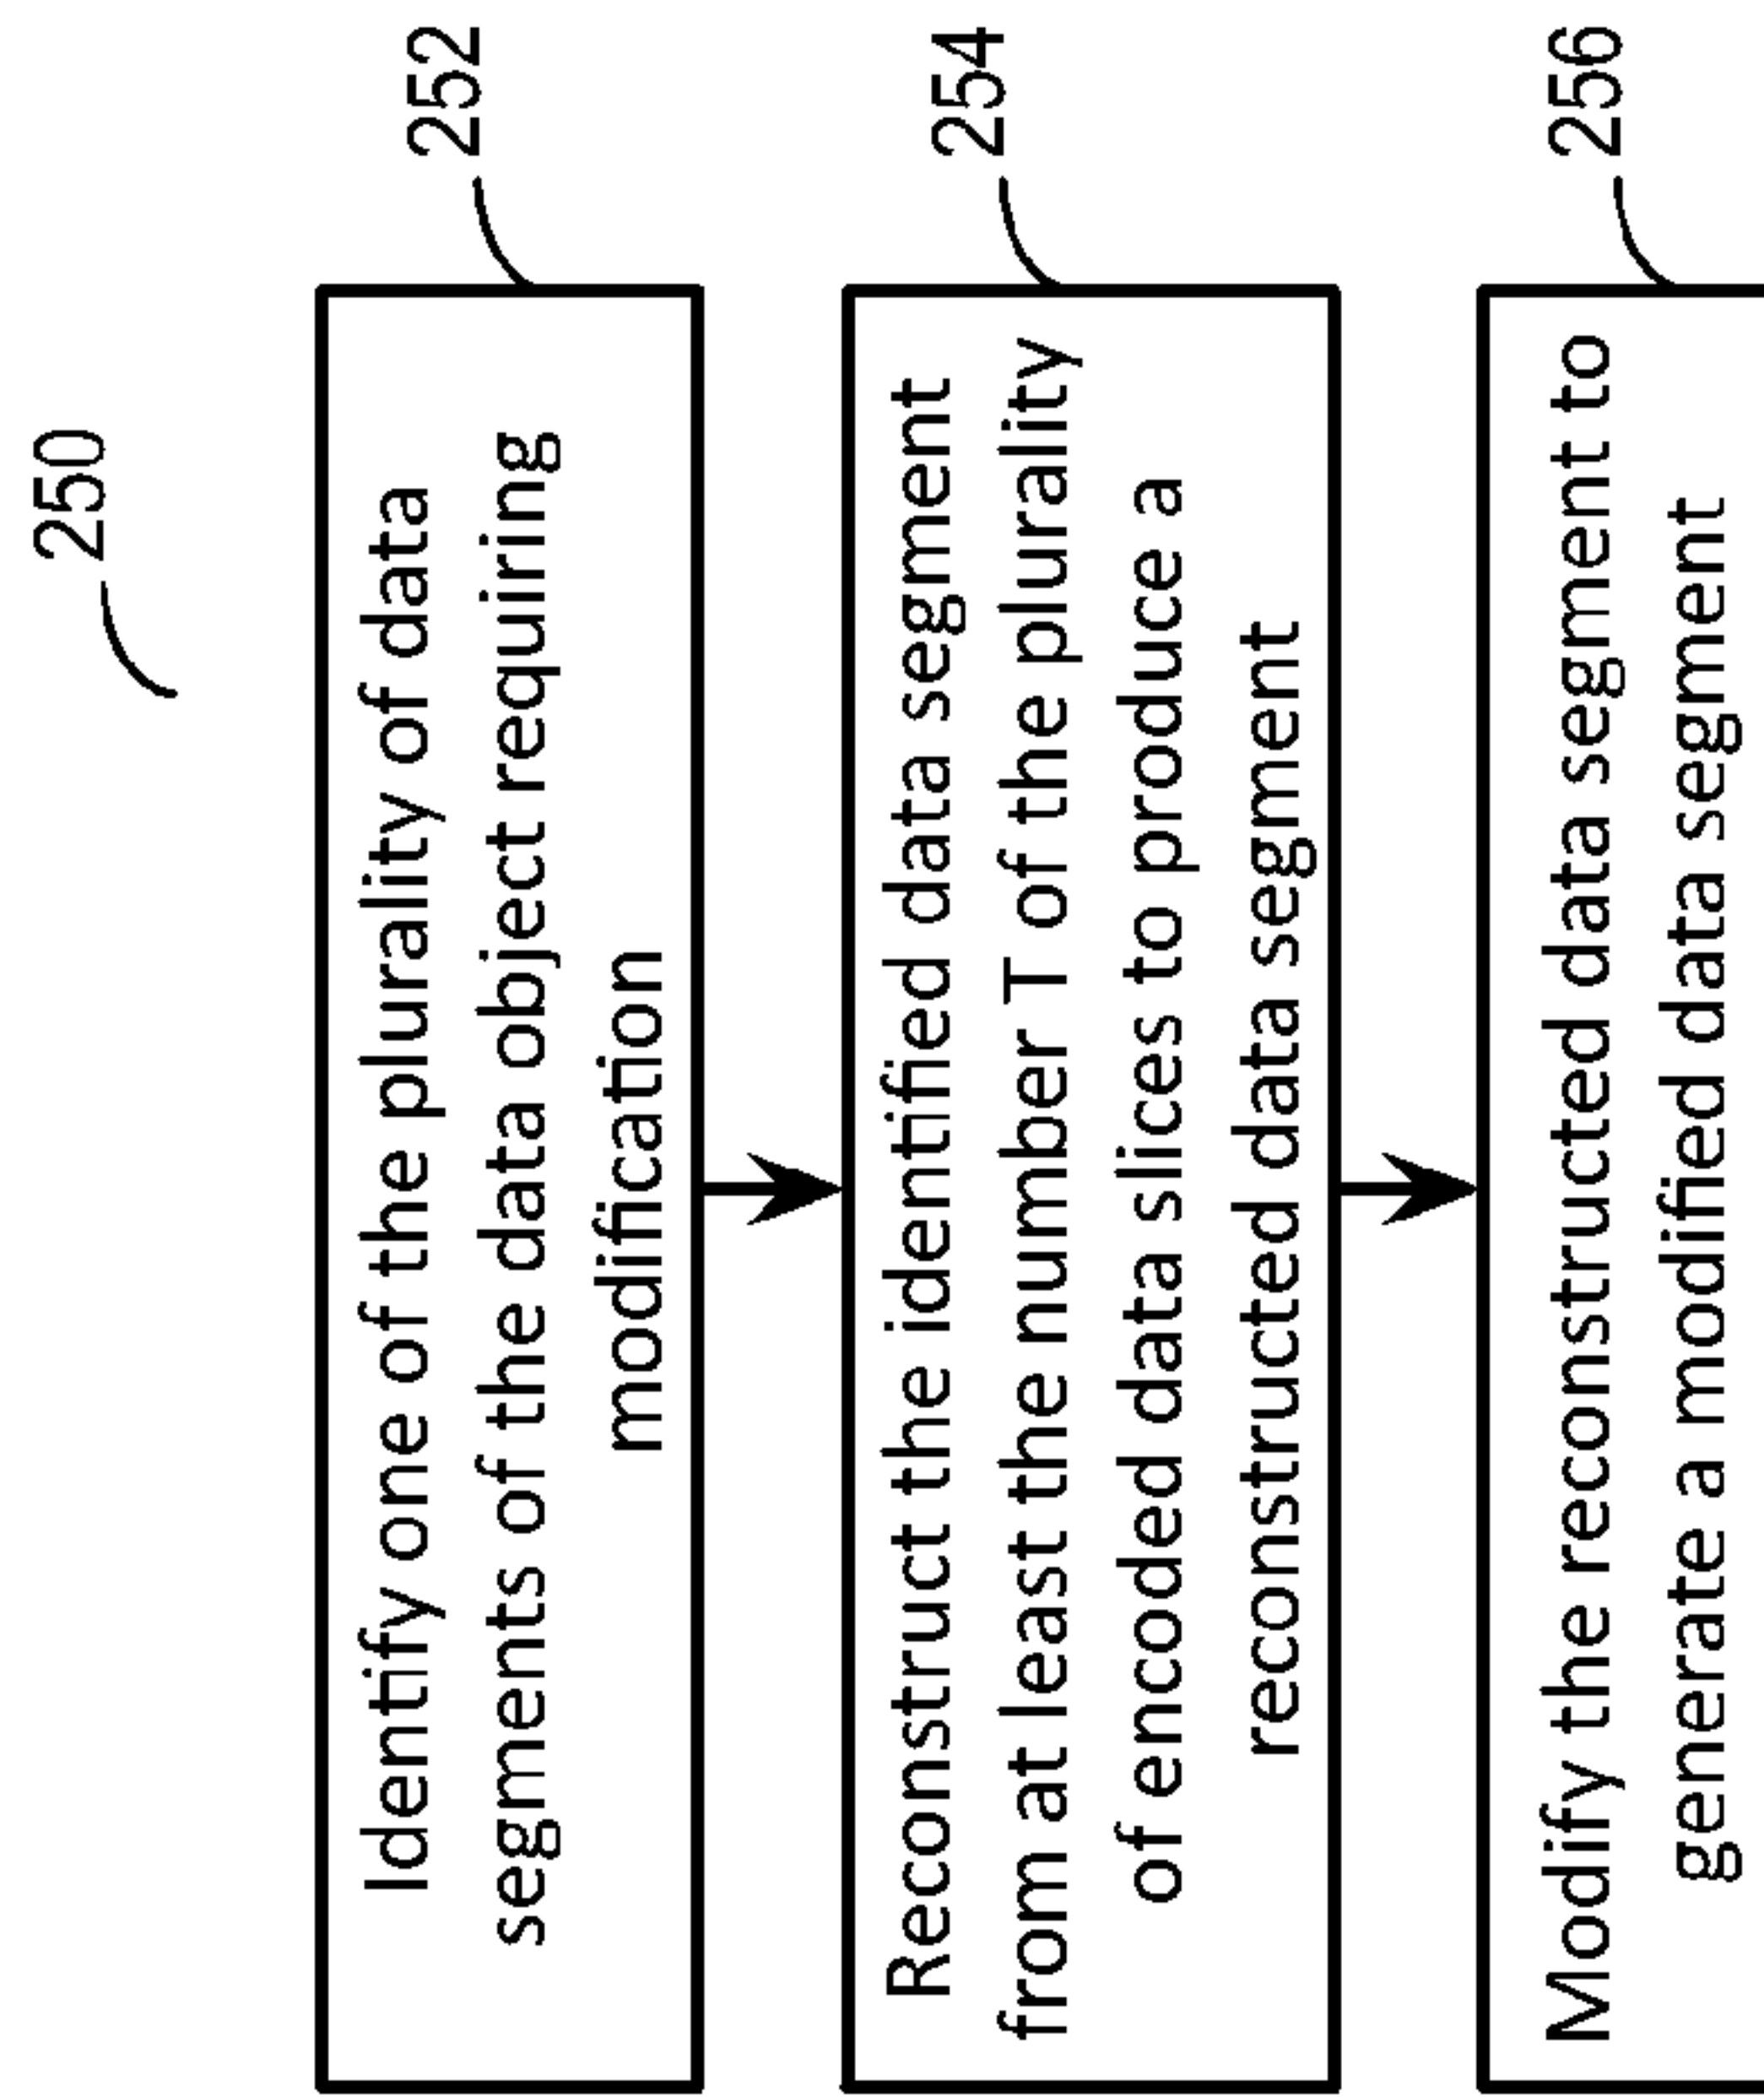 250
252
Identify one of the plurality of data
segments of the data object requiring
modification
254
Reconstruct the identified data segment
from at least the number T of the plurality
of encoded data slices to produce a
reconstructed data segment
256
Modify the reconstructed data segment to
generate a modified data segment